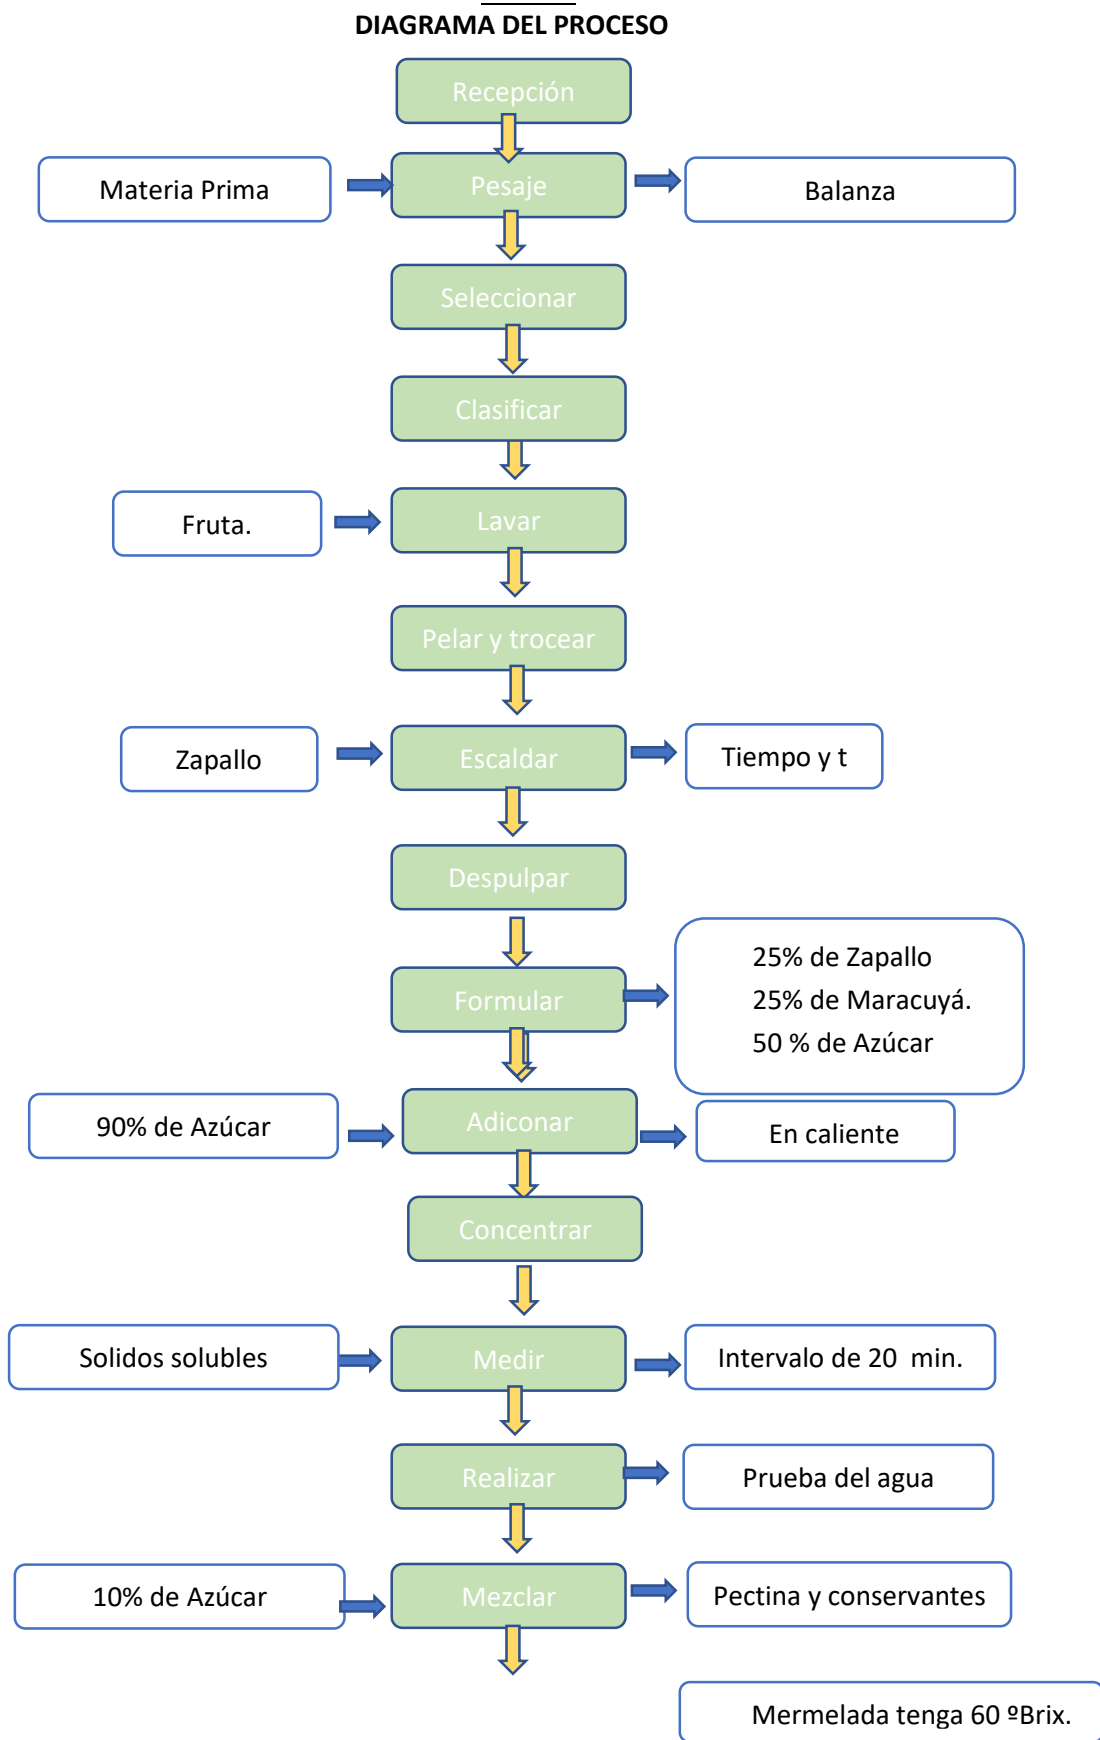 DIAGRAMA DEL PROCESO
Recepción
Materia Prima
Pesaje
Balanza
Seleccionar
Clasificar
Fruta.
Lavar
Pelar y trocear
Zapallo
Escaldar
Tiempo y t
Despulpar
Formular
25% de Zapallo
25% de Maracuyá.
50 % de Azúcar
90% de Azúcar
Adiconar
En caliente
Concentrar
Solidos solubles
Medir
Intervalo de 20 min.
Realizar
Prueba del agua
10% de Azúcar
Mezclar
Pectina y conservantes
Mermelada tenga 60 ºBrix.